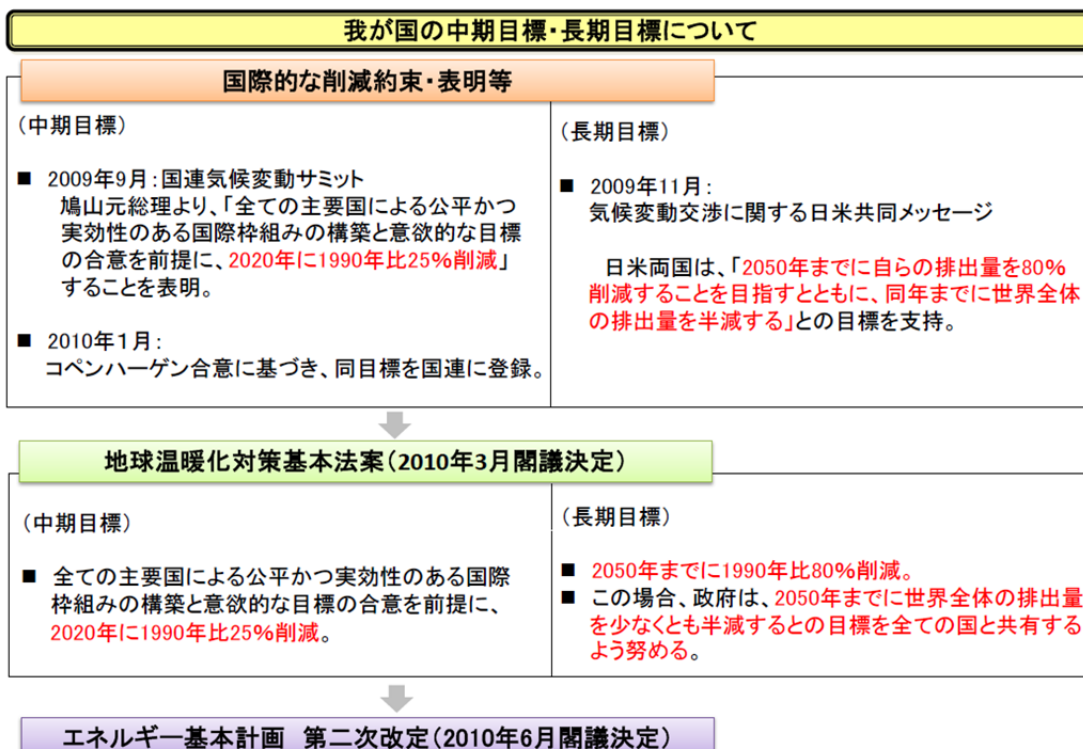 我が国の中期目標・長期目標について
国際的な削減約束・表明等
（中期目標）
■ 2009年9月：国連気候変動サミット
鳩山元総理より、「全ての主要国による公平かつ
実効性のある国際枠組みの構築と意欲的な目標
の合意を前提に、2020年に1990年比25％削減」
することを表明。
■ 2010年１月：
コペンハーゲン合意に基づき、同目標を国連に登録。
（長期目標）
■ 2009年11月：
気候変動交渉に関する日米共同メッセージ
日米両国は、「2050年までに自らの排出量を80％
削減することを目指すとともに、同年までに世界全体
の排出量を半減する」との目標を支持。
地球温暖化対策基本法案（2010年3月閣議決定）
（中期目標）
■ 全ての主要国による公平かつ実効性のある国際
枠組みの構築と意欲的な目標の合意を前提に、
2020年に1990年比25％削減。
（長期目標）
■ 2050年までに1990年比80％削減。
■ この場合、政府は、2050年までに世界全体の排出量
を少なくとも半減するとの目標を全ての国と共有する
よう努める。
エネルギー基本計画　第二次改定（2010年6月閣議決定）